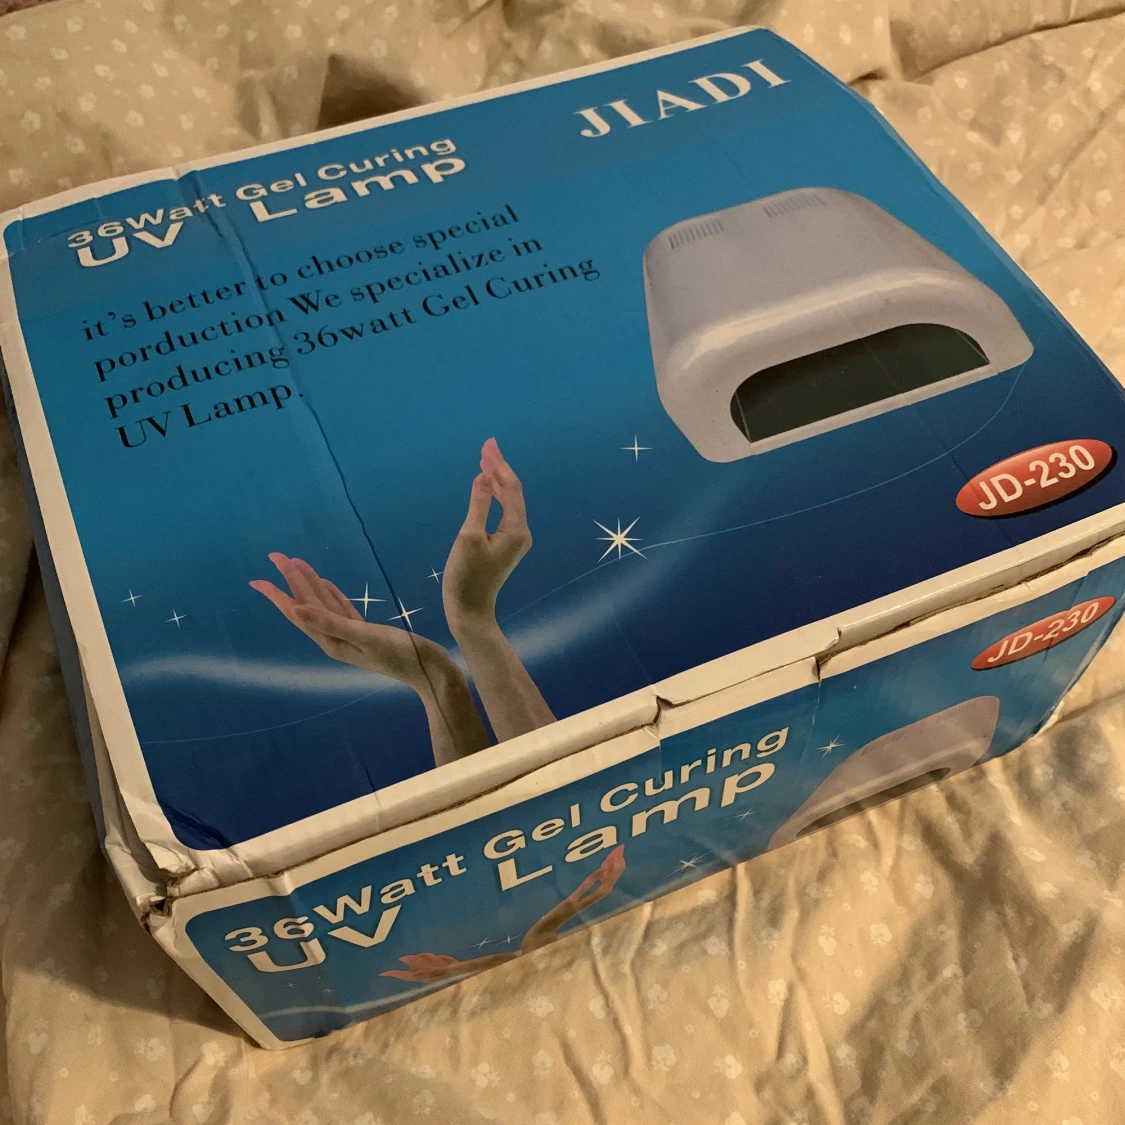 JIADI
36Watt Gel Curing
UV Lamp
it's better to choose special
porduction We specialize in
producing 36watt Gel Curing
UV Lamp.
JD-230
JD-230
36Watt Gel Curing
UV Lamp